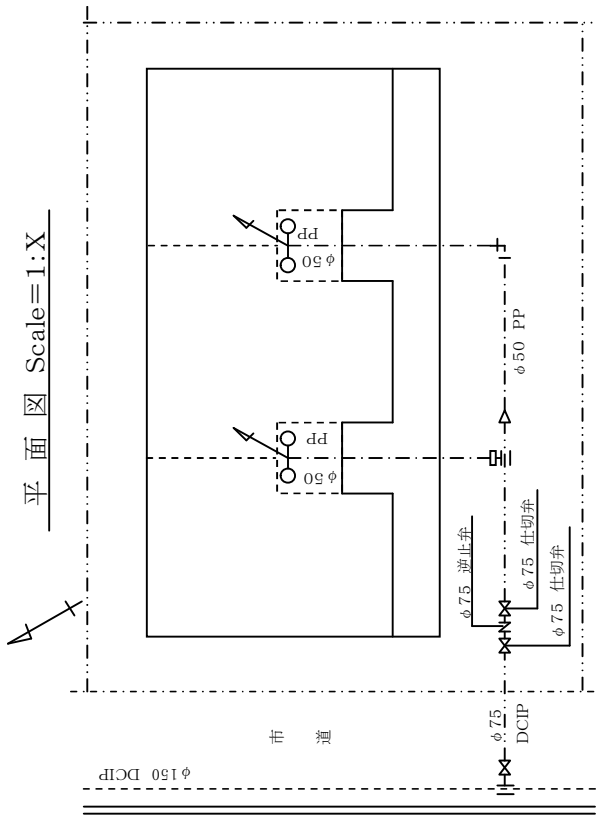 平 面 図 Scale=1:X
PP
φ50
PP
φ50
φ50 PP
φ75 逆止弁
φ75 仕切弁
φ75 仕切弁
φ75
DCIP
市 道
φ150 DCIP